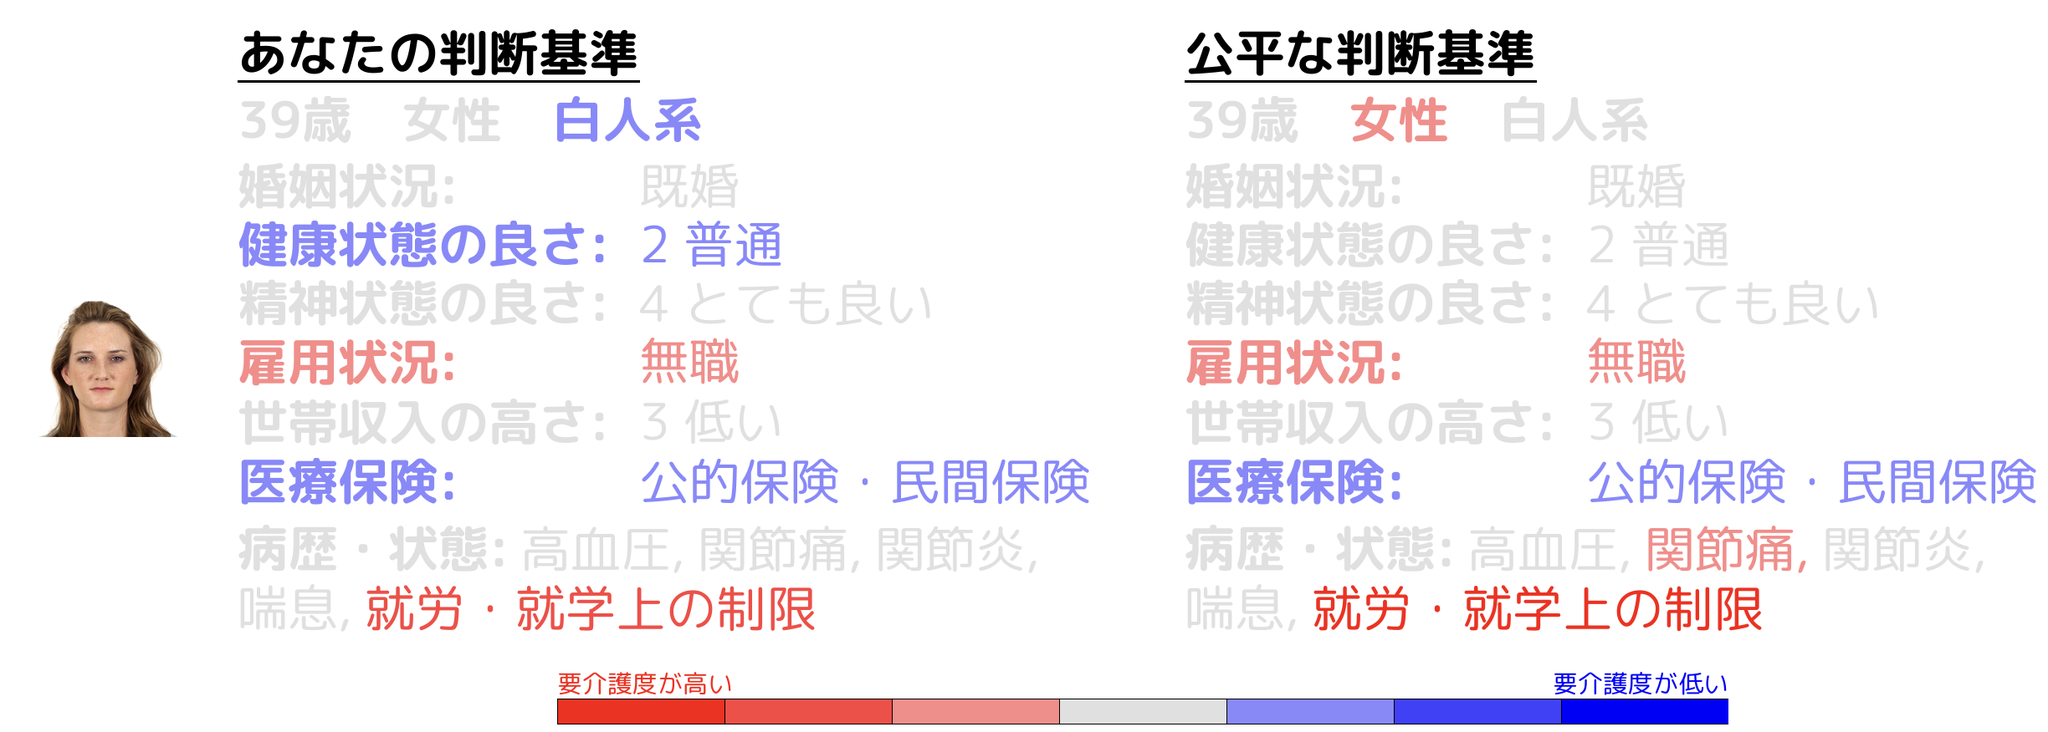 あなたの判断基準
39歳 女性 白人系
婚姻状況: 既婚
健康状態の良さ: 2 普通
精神状態の良さ: 4 とても良い
雇用状況: 無職
世帯収入の高さ: 3 低い
医療保険: 公的保険・民間保険
病歴・状態: 高血圧, 関節痛, 関節炎,
喘息, 就労・就学上の制限
公平な判断基準
39歳 女性 白人系
婚姻状況: 既婚
健康状態の良さ: 2 普通
精神状態の良さ: 4 とても良い
雇用状況: 無職
世帯収入の高さ: 3 低い
医療保険: 公的保険・民間保険
病歴・状態: 高血圧, 関節痛, 関節炎,
喘息, 就労・就学上の制限
要介護度が高い
要介護度が低い